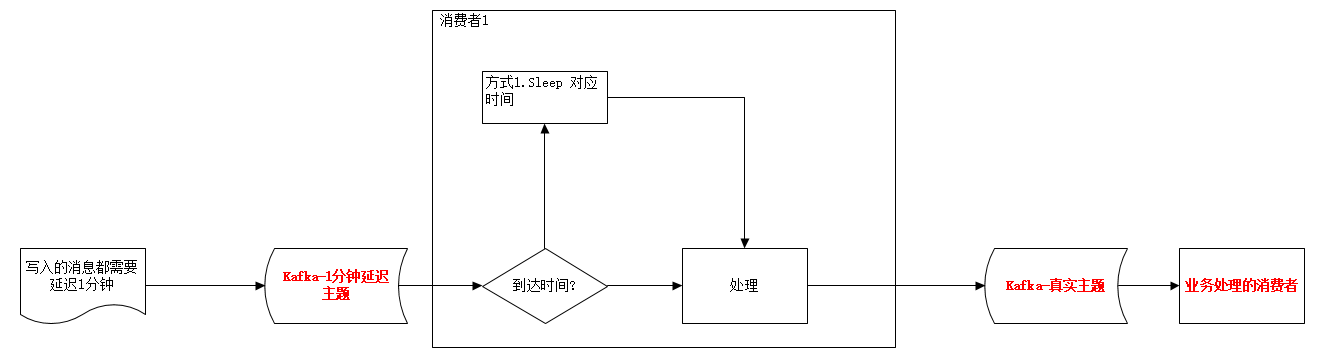 消费者1
方式1.Sleep 对应
时间
写入的消息都需要
延迟1分钟
Kafka-1分钟延迟
主题
到达时间?
处理
Kafka-真实主题
业务处理的消费者